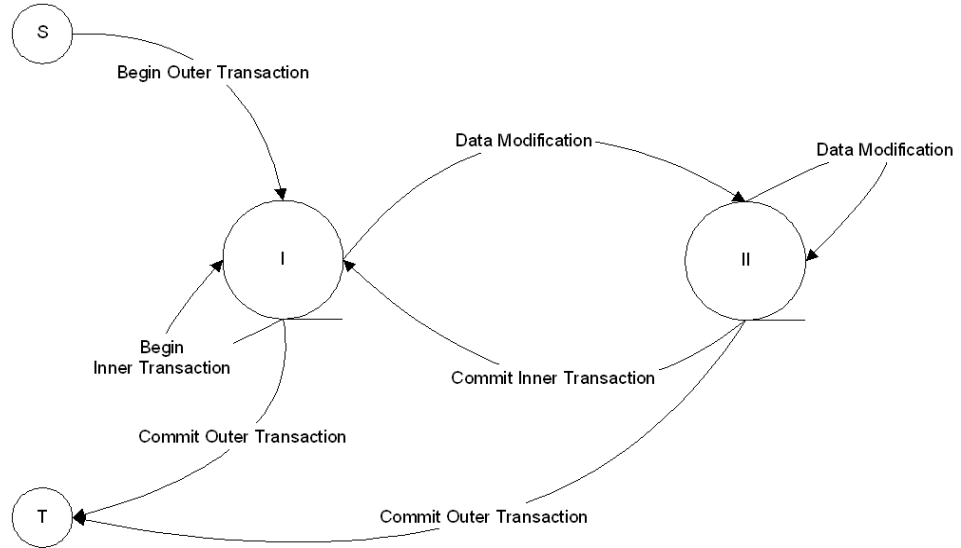 S
Begin Outer Transaction
Data Modification
Data Modification
I
II
Begin
Inner Transaction
Commit Inner Transaction
Commit Outer Transaction
T
Commit Outer Transaction